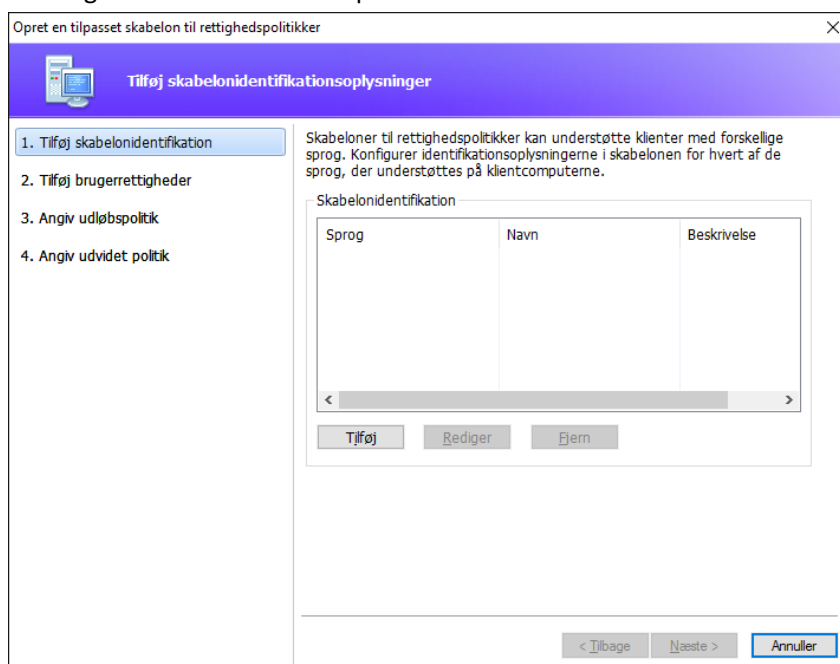 Opret en tilpasset skabelon til rettighedspolitikker
Tilføj skabelonidentifikationsoplysninger
1. Tilføj skabelonidentifikation
2. Tilføj brugerrettigheder
3. Angiv udløbspolitik
4. Angiv udvidet politik
Skabeloner til rettighedspolitikker kan understøtte klienter med forskellige
sprog. Konfigurer identifikationsoplysningerne i skabelonen for hvert af de
sprog, der understøttes på klientcomputerne.
Skabelonidentifikation
Sprog Navn Beskrivelse
Tilføj Rediger Fjern
< Tilbage Næste > Annuller